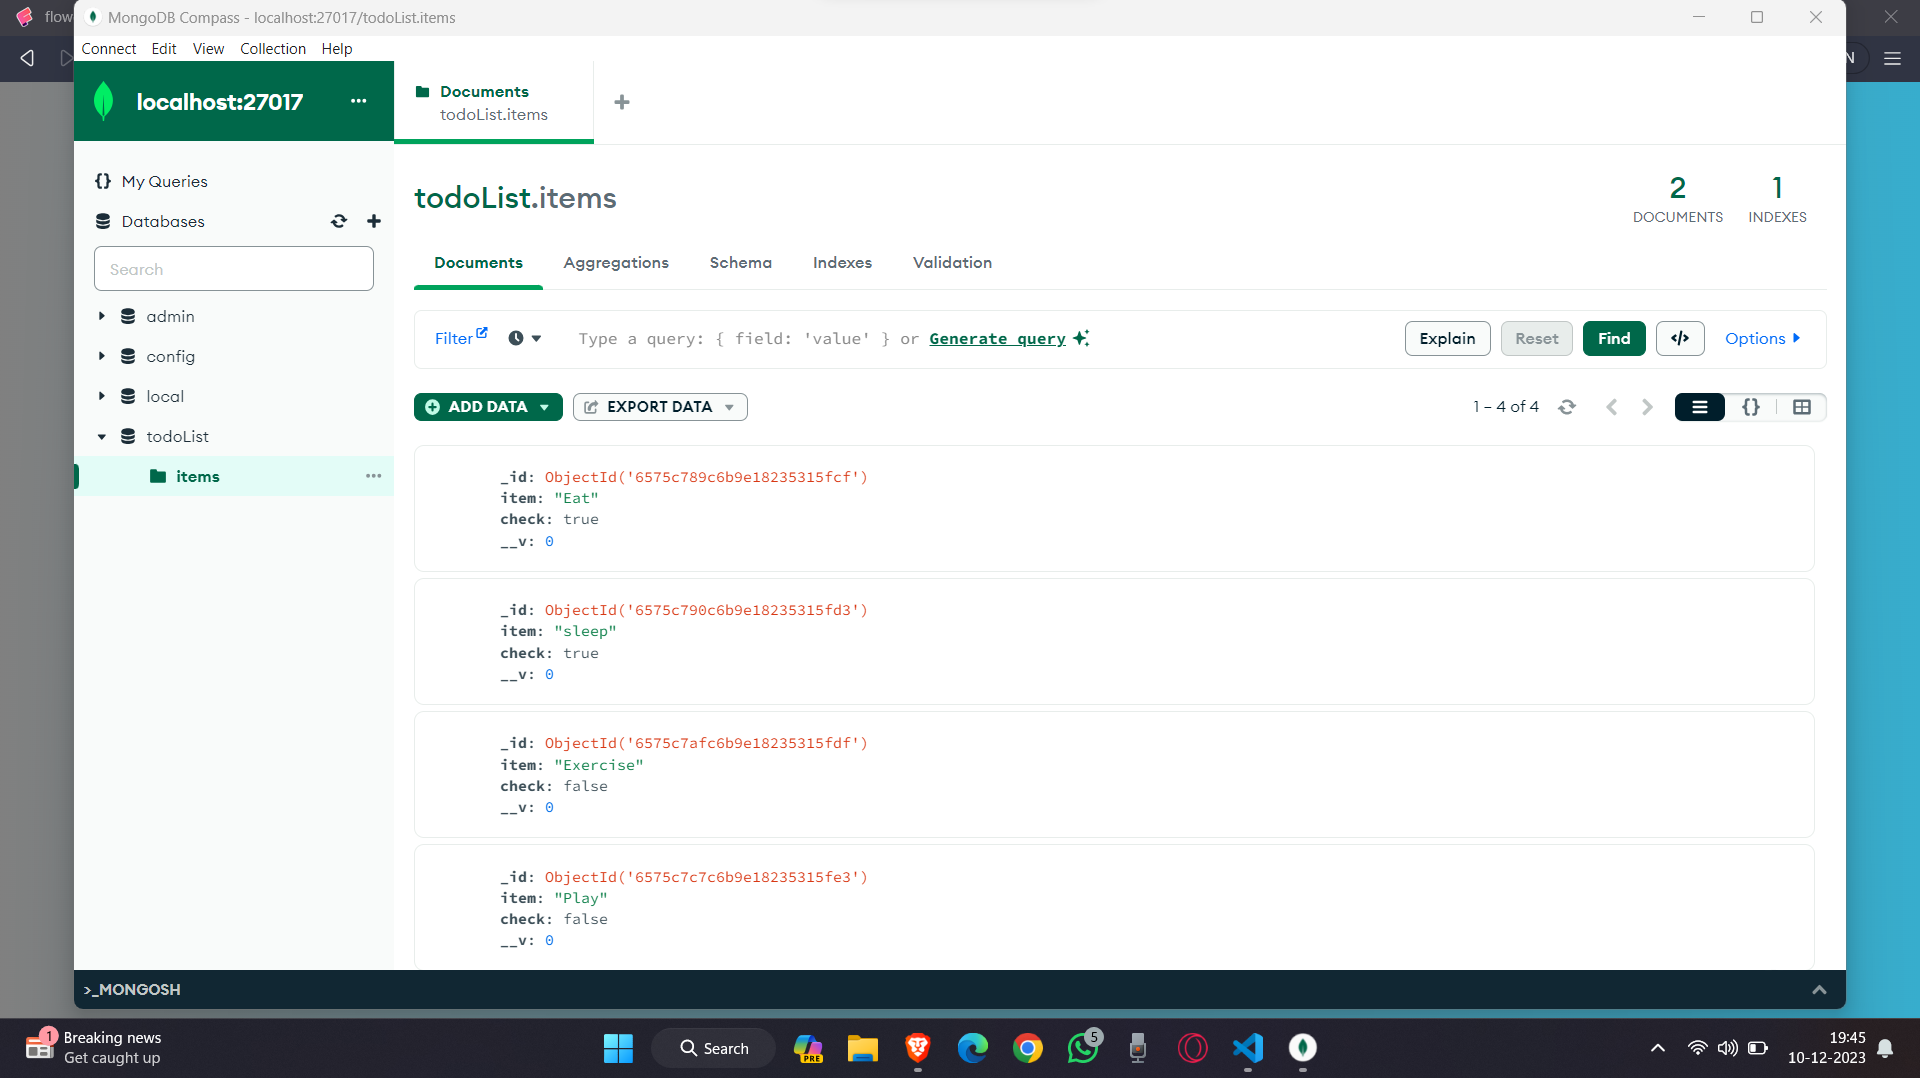 flow
MongoDB Compass - localhost:27017/todoList.items
Connect Edit View Collection Help
N
localhost:27017 ...
Documents
todoList.items
+
{} My Queries
Databases
Search
admin
config
local
todoList
items ...
todoList.items
2
DOCUMENTS
1
INDEXES
Documents Aggregations Schema Indexes Validation
Filter Type a query: { field: 'value' } or Generate query Explain Reset Find </> Options
ADD DATA EXPORT DATA 1 – 4 of 4 {}
_id: ObjectId('6575c789c6b9e18235315fcf')
item: "Eat"
check: true
__v: 0
_id: ObjectId('6575c790c6b9e18235315fd3')
item: "sleep"
check: true
__v: 0
_id: ObjectId('6575c7afc6b9e18235315fdf')
item: "Exercise"
check: false
__v: 0
_id: ObjectId('6575c7c7c6b9e18235315fe3')
item: "Play"
check: false
__v: 0
>_MONGOSH
1
Breaking news
Get caught up
Search
PRE
5
19:45
10-12-2023